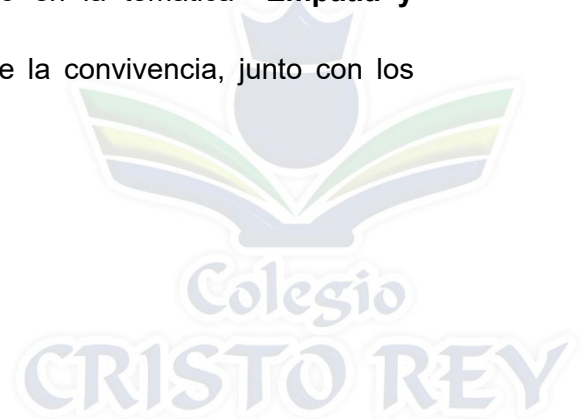 en la temática "Empatía y
e la convivencia, junto con los
Colegio
CRISTO REY